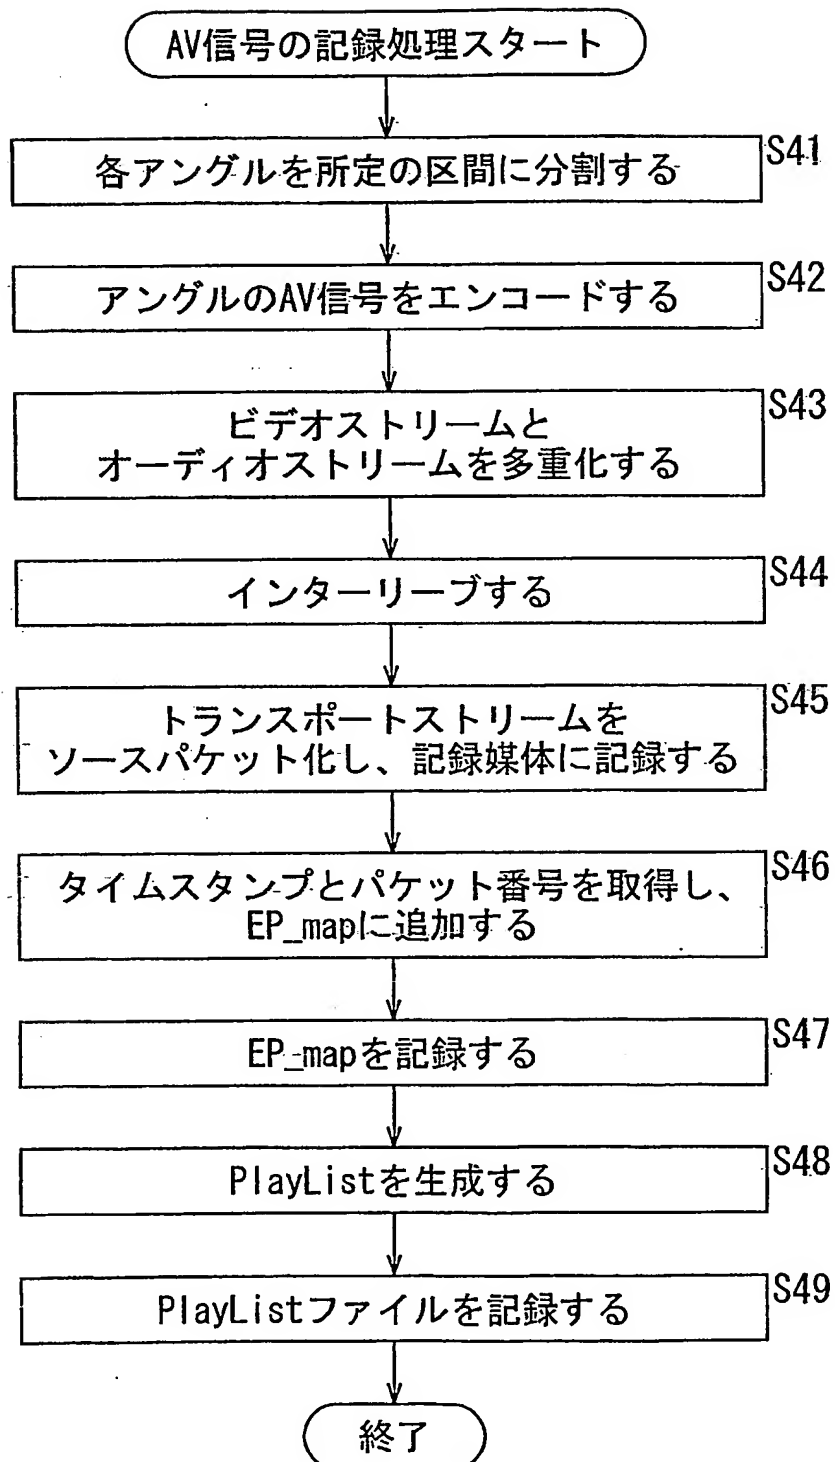 AV信号の記録処理スタート
S41
各アングルを所定の区間に分割する
S42
アングルのAV信号をエンコードする
S43
ビデオストリームと
オーディオストリームを多重化する
S44
インターリーブする
S45
トランスポートストリームを
ソースパケット化し、記録媒体に記録する
S46
タイムスタンプとパケット番号を取得し、
EP_mapに追加する
S47
EP_mapを記録する
S48
PlayListを生成する
S49
PlayListファイルを記録する
終了